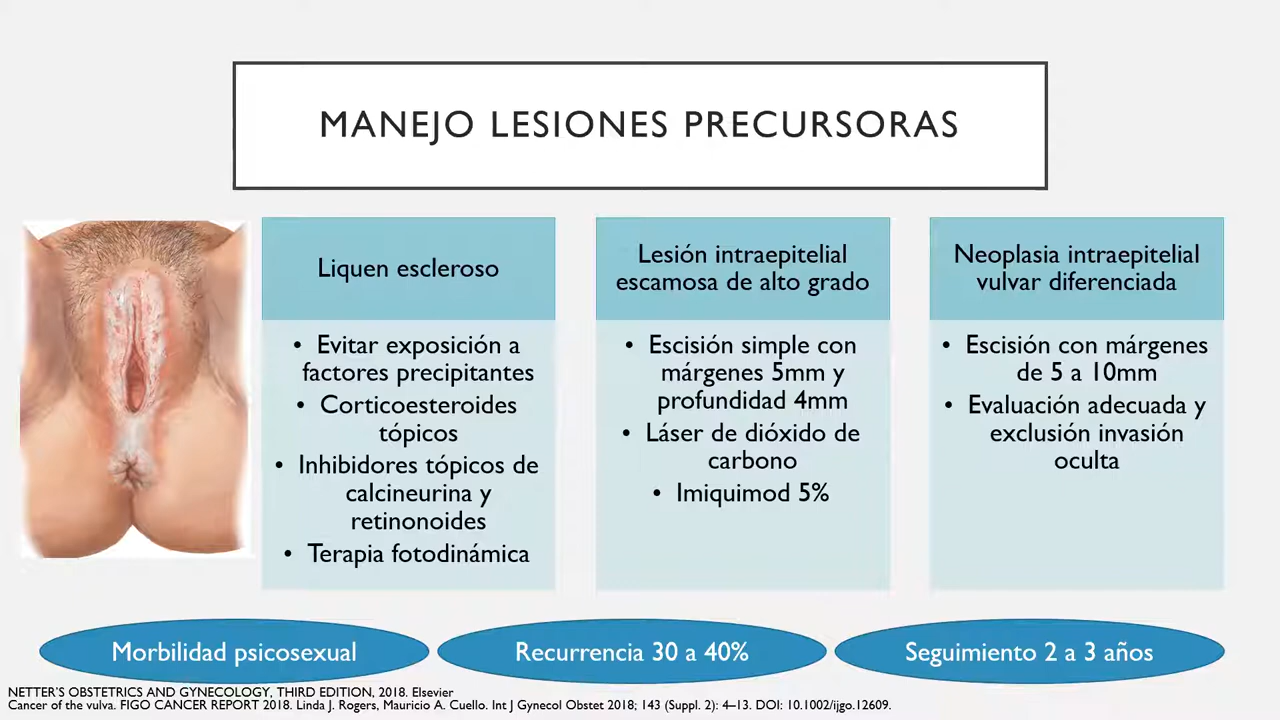 MANEJO LESIONES PRECURSORAS
Liquen escleroso
• Evitar exposición a
factores precipitantes
• Corticoesteroides
tópicos
• Inhibidores tópicos de
calcineurina y
retinonoides
• Terapia fotodinámica
Lesión intraepitelial
escamosa de alto grado
• Escisión simple con
márgenes 5mm y
profundidad 4mm
• Láser de dióxido de
carbono
• Imiquimod 5%
Neoplasia intraepitelial
vulvar diferenciada
• Escisión con márgenes
de 5 a 10mm
• Evaluación adecuada y
exclusión invasión
oculta
Morbilidad psicosexual
Recurrencia 30 a 40%
Seguimiento 2 a 3 años
NETTER'S OBSTETRICS AND GYNECOLOGY, THIRD EDITION, 2018. Elsevier
Cancer of the vulva. FIGO CANCER REPORT 2018. Linda J. Rogers, Mauricio A. Cuello. Int J Gynecol Obstet 2018; 143 (Suppl. 2): 4–13. DOI: 10.1002/ijgo.12609.